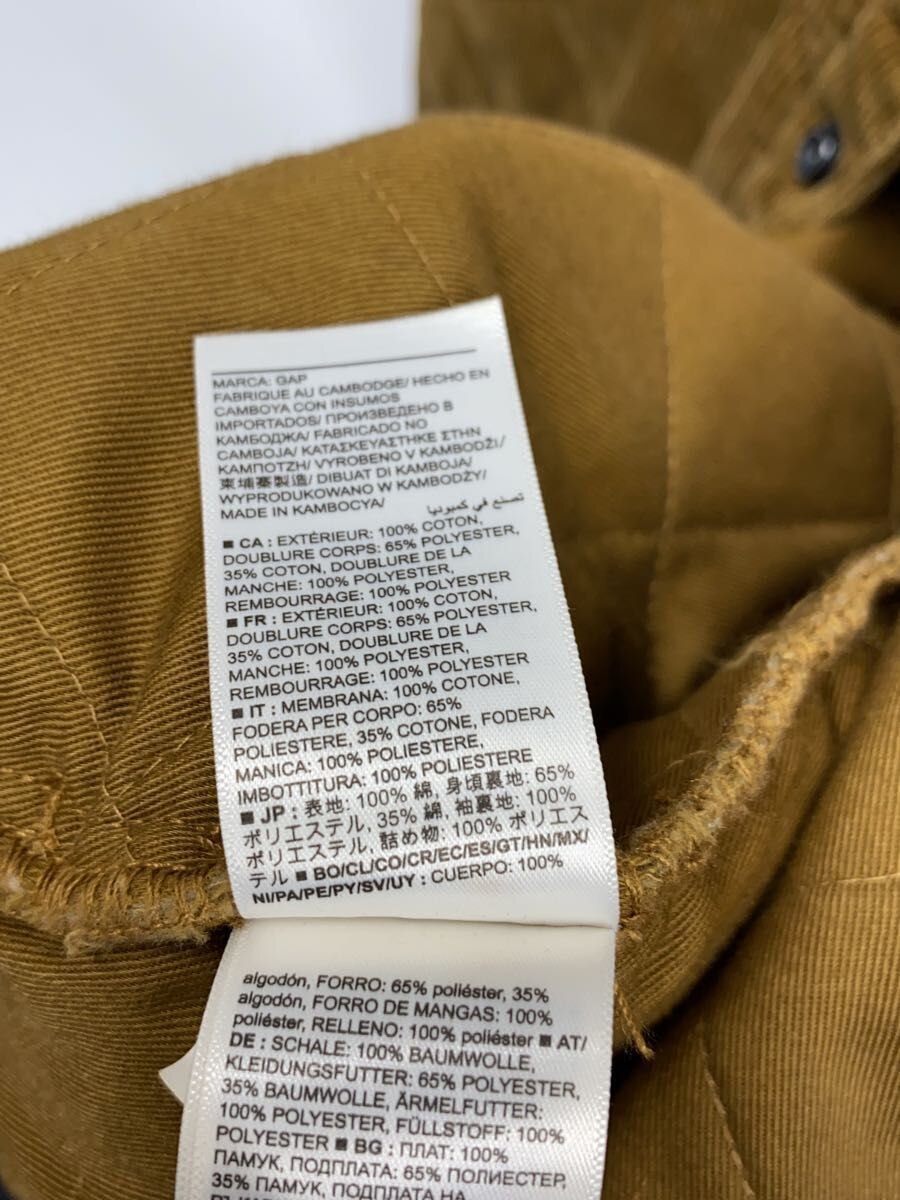 MARCA: GAP
FABRIQUE AU CAMBODGE/ HECHO EN
CAMBOYA CON INSUMOS
IMPORTADOS/ ПРОИЗВЕДЕНО В
КАМБОДЖА/ FABRICADO NO
CAMBOJA/ ΚΑΤΑΣΚΕΥΑΣΤΗΚΕ ΣΤΗΝ
ΚΑΜΠΟΤΖΗ/ VYROBENO V KAMBODŽI/
柬埔寨製造/ DIBUAT DI KAMBOJA/
WYPRODUKOWANO W KAMBODŻY/
MADE IN KAMBOCYA/ تصنع في كمبوديا
■ CA : EXTÉRIEUR: 100% COTON,
DOUBLURE CORPS: 65% POLYESTER,
35% COTON, DOUBLURE DE LA
MANCHE: 100% POLYESTER,
REMBOURRAGE: 100% POLYESTER
■ FR : EXTÉRIEUR: 100% COTON,
DOUBLURE CORPS: 65% POLYESTER,
35% COTON, DOUBLURE DE LA
MANCHE: 100% POLYESTER,
REMBOURRAGE: 100% POLYESTER
■ IT : MEMBRANA: 100% COTONE,
FODERA PER CORPO: 65%
POLIESTERE, 35% COTONE, FODERA
MANICA: 100% POLIESTERE,
IMBOTTITURA: 100% POLIESTERE
■ JP : 表地: 100% 綿, 身頃裏地: 65%
ポリエステル, 35% 綿, 袖裏地: 100%
ポリエステル, 詰め物: 100% ポリエス
テル ■ BO/CL/CO/CR/EC/ES/GT/HN/MX/
NI/PA/PE/PY/SV/UY : CUERPO: 100%
algodón, FORRO: 65% poliéster, 35%
algodón, FORRO DE MANGAS: 100%
poliéster, RELLENO: 100% poliéster ■ AT/
DE : SCHALE: 100% BAUMWOLLE,
KLEIDUNGSFUTTER: 65% POLYESTER,
35% BAUMWOLLE, ÄRMELFUTTER:
100% POLYESTER, FÜLLSTOFF: 100%
POLYESTER ■ BG : ПЛАТ: 100%
ПАМУК, ПОДПЛАТА: 65% ПОЛИЕСТЕР,
35% ПАМУК, ПОДПЛАТА НА